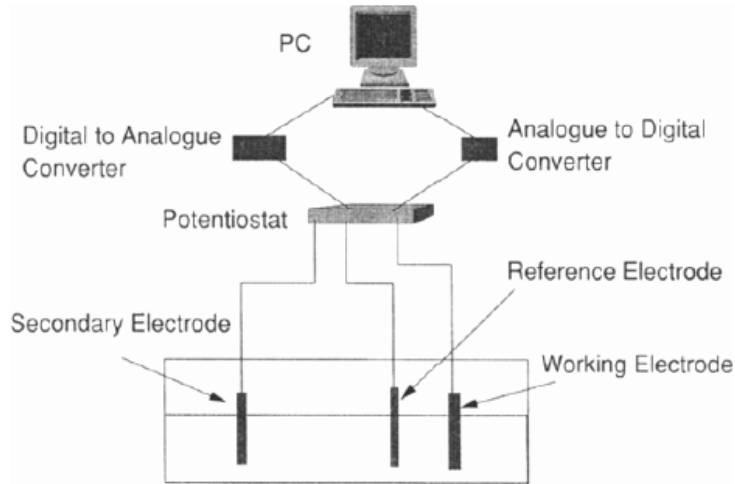 PC
Digital to Analogue
Converter
Analogue to Digital
Converter
Potentiostat
Reference Electrode
Secondary Electrode
Working Electrode